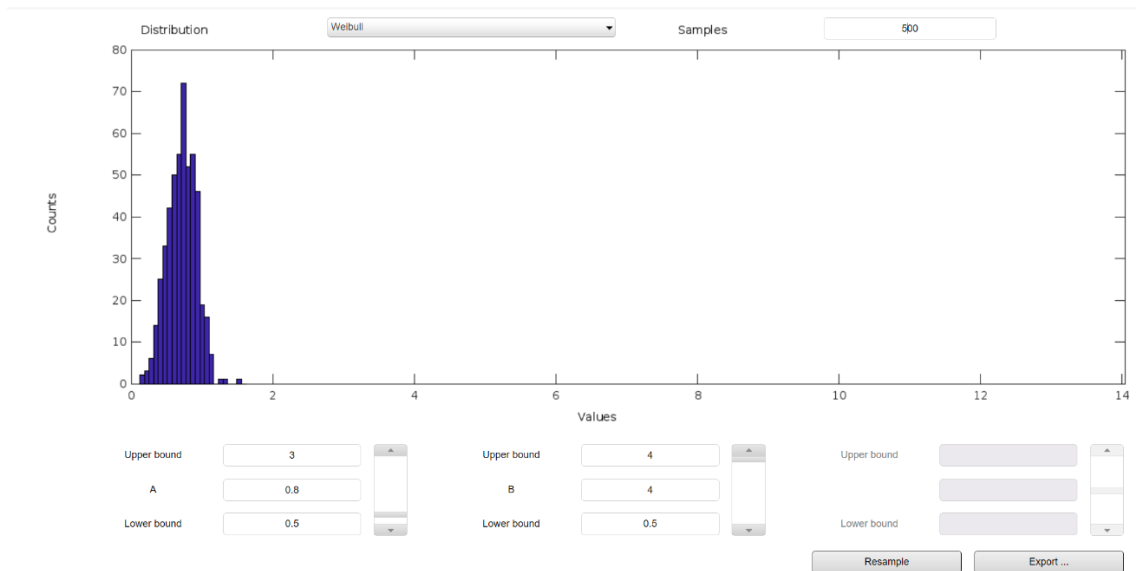 Distribution Weibull Samples 500
80
70
60
50
40
30
20
10
0
Counts
0 2 4 6 8 10 12 14
Values
Upper bound 3 Upper bound 4 Upper bound
A 0.8 B 4
Lower bound 0.5 Lower bound 0.5 Lower bound
Resample Export ...